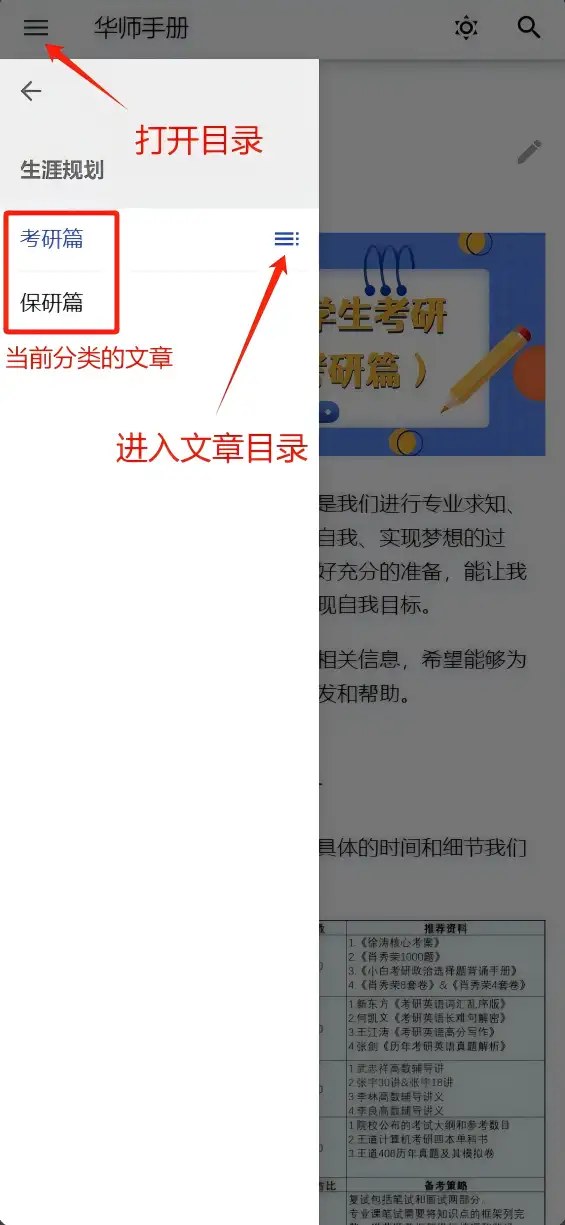 华师手册
打开目录
生涯规划
考研篇
保研篇
当前分类的文章
进入文章目录
学生考研
考研篇）
是我们进行专业求知、
自我、实现梦想的过
好充分的准备，能让我
现自我目标。
相关信息，希望能够为
发和帮助。
具体的时间和细节我们
数
推荐资料
1.《徐涛核心考案》
2.《肖秀荣1000题》
3.《小白考研政治选择题背诵手册》
4.《肖秀荣8套卷》&《肖秀荣4套卷》
1.新东方《考研英语词汇乱序版》
2.何凯文《考研英语长难句解密》
3.王江涛《考研英语高分写作》
4.张剑《历年考研英语真题解析》
1.武忠祥高数辅导讲
2.张宇30讲&张宇18讲
3.李林高数辅导讲义
4.李良高数辅导讲义
1.院校公布的考试大纲和参考数目
2.王道计算机考研四本单科书
3.王道408历年真题及其模拟卷
占比
备考策略
复试包括笔试和面试两部分。
专业课笔试需要将知识点的框架列完